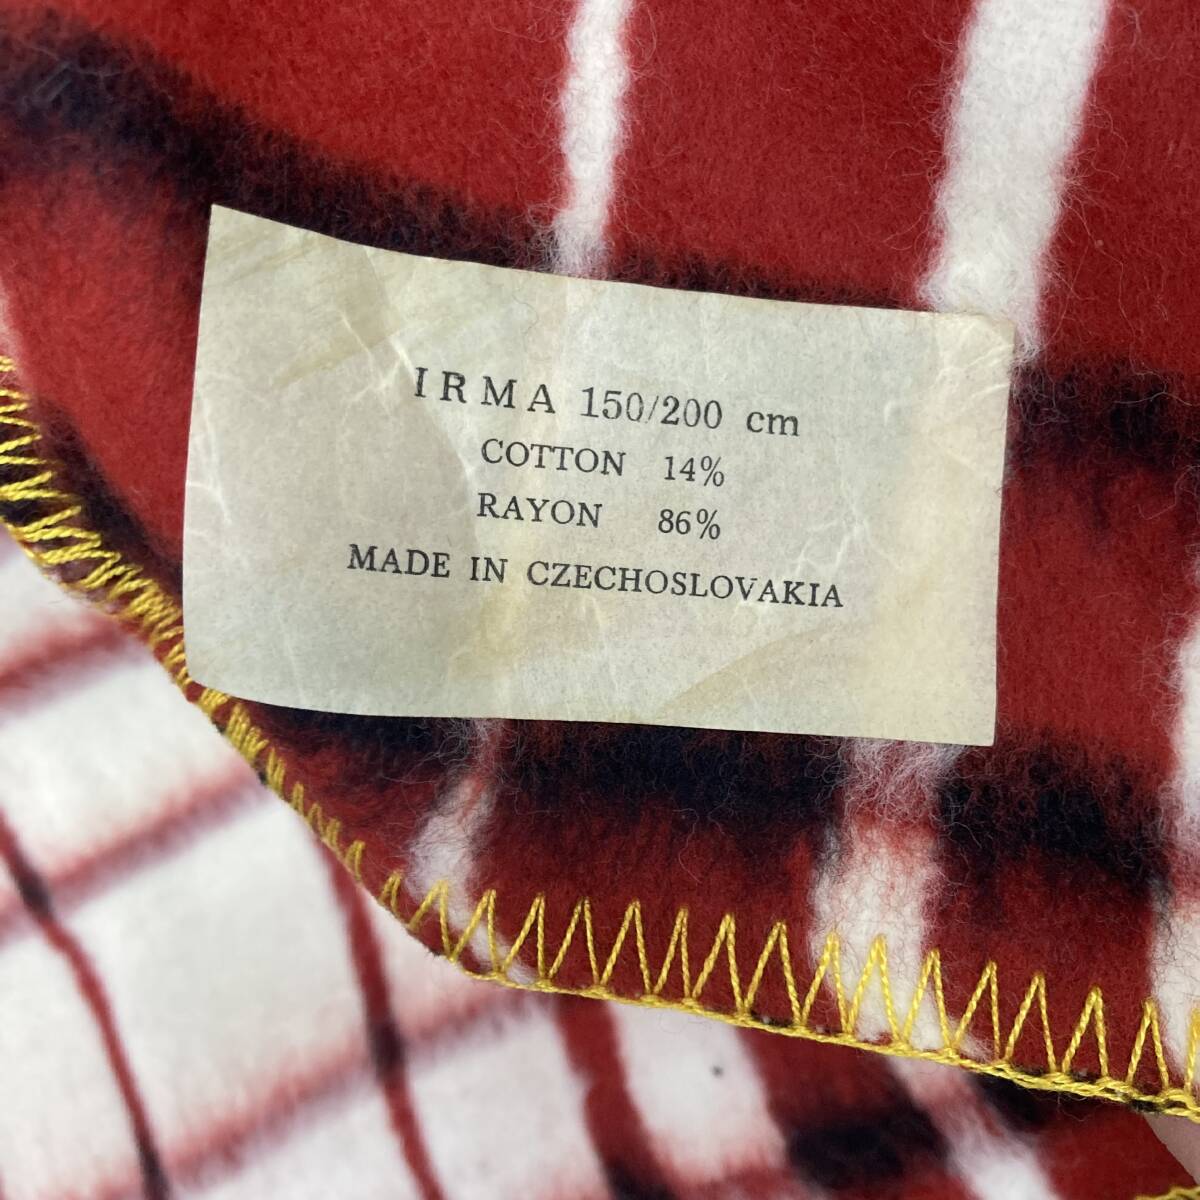 IRMA 150/200 cm
COTTON 14%
RAYON 86%
MADE IN CZECHOSLOVAKIA